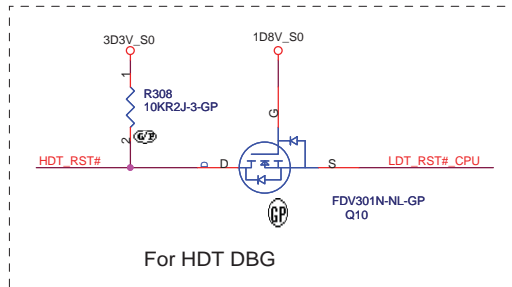 3D3V_S0
1D8V_S0
1
R308
10KR2J-3-GP
2
G/P
G
HDT_RST#
D
D
S
LDT_RST#_CPU
FDV301N-NL-GP
Q10
GP
For HDT DBG